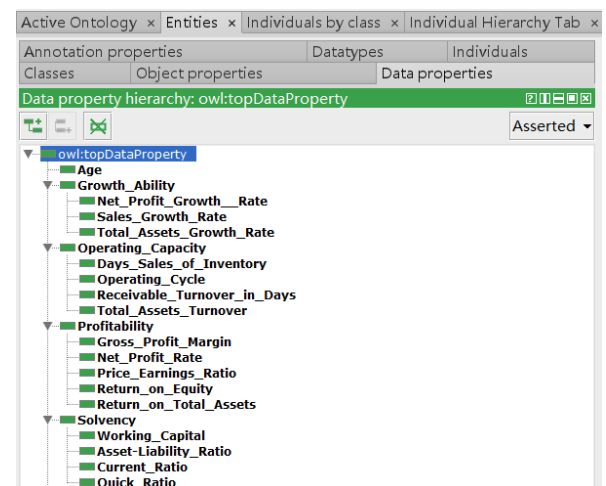 Active Ontology × Entities × Individuals by class × Individual Hierarchy Tab ×
Annotation properties Datatypes Individuals
Classes Object properties Data properties
Data property hierarchy: owl:topDataProperty
Asserted
owl:topDataProperty
Age
Growth_Ability
Net_Profit_Growth__Rate
Sales_Growth_Rate
Total_Assets_Growth_Rate
Operating_Capacity
Days_Sales_of_Inventory
Operating_Cycle
Receivable_Turnover_in_Days
Total_Assets_Turnover
Profitability
Gross_Profit_Margin
Net_Profit_Rate
Price_Earnings_Ratio
Return_on_Equity
Return_on_Total_Assets
Solvency
Working_Capital
Asset-Liability_Ratio
Current_Ratio
Quick_Ratio